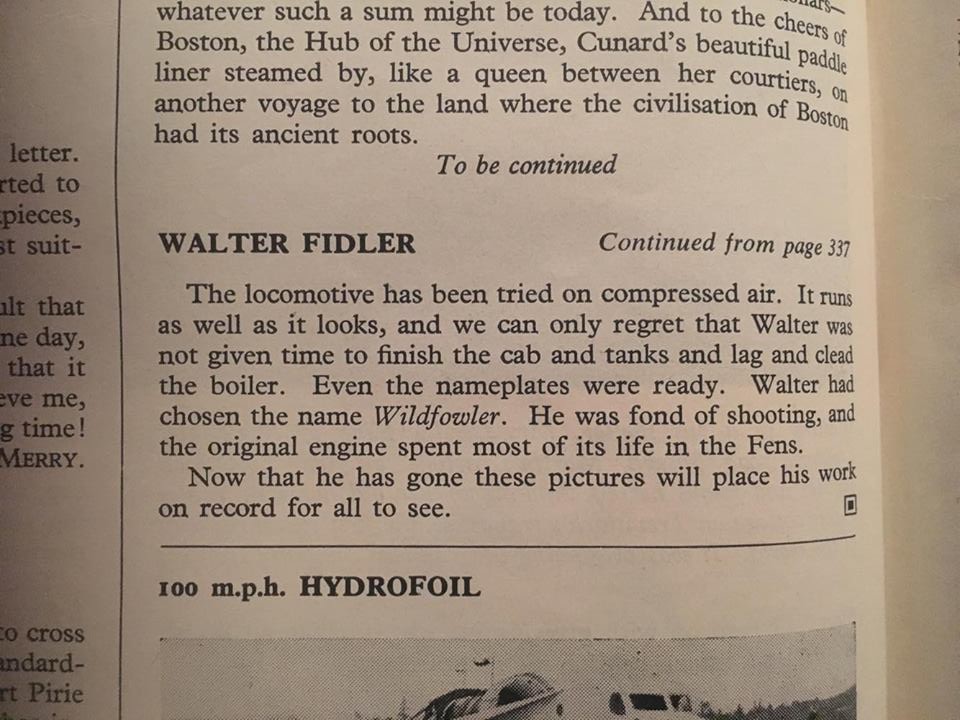 letter.
rted to
pieces,
st suit-
ult that
ne day,
that it
eve me,
g time!
MERRY.
to cross
andard-
rt Pirie
whatever such a sum might be today. And to the cheers of
Boston, the Hub of the Universe, Cunard's beautiful paddle
liner steamed by, like a queen between her courtiers, on
another voyage to the land where the civilisation of Boston
had its ancient roots.
To be continued
WALTER FIDLER Continued from page 337
The locomotive has been tried on compressed air. It runs
as well as it looks, and we can only regret that Walter was
not given time to finish the cab and tanks and lag and clead
the boiler. Even the nameplates were ready. Walter had
chosen the name Wildfowler. He was fond of shooting, and
the original engine spent most of its life in the Fens.
Now that he has gone these pictures will place his work
on record for all to see.
100 m.p.h. HYDROFOIL